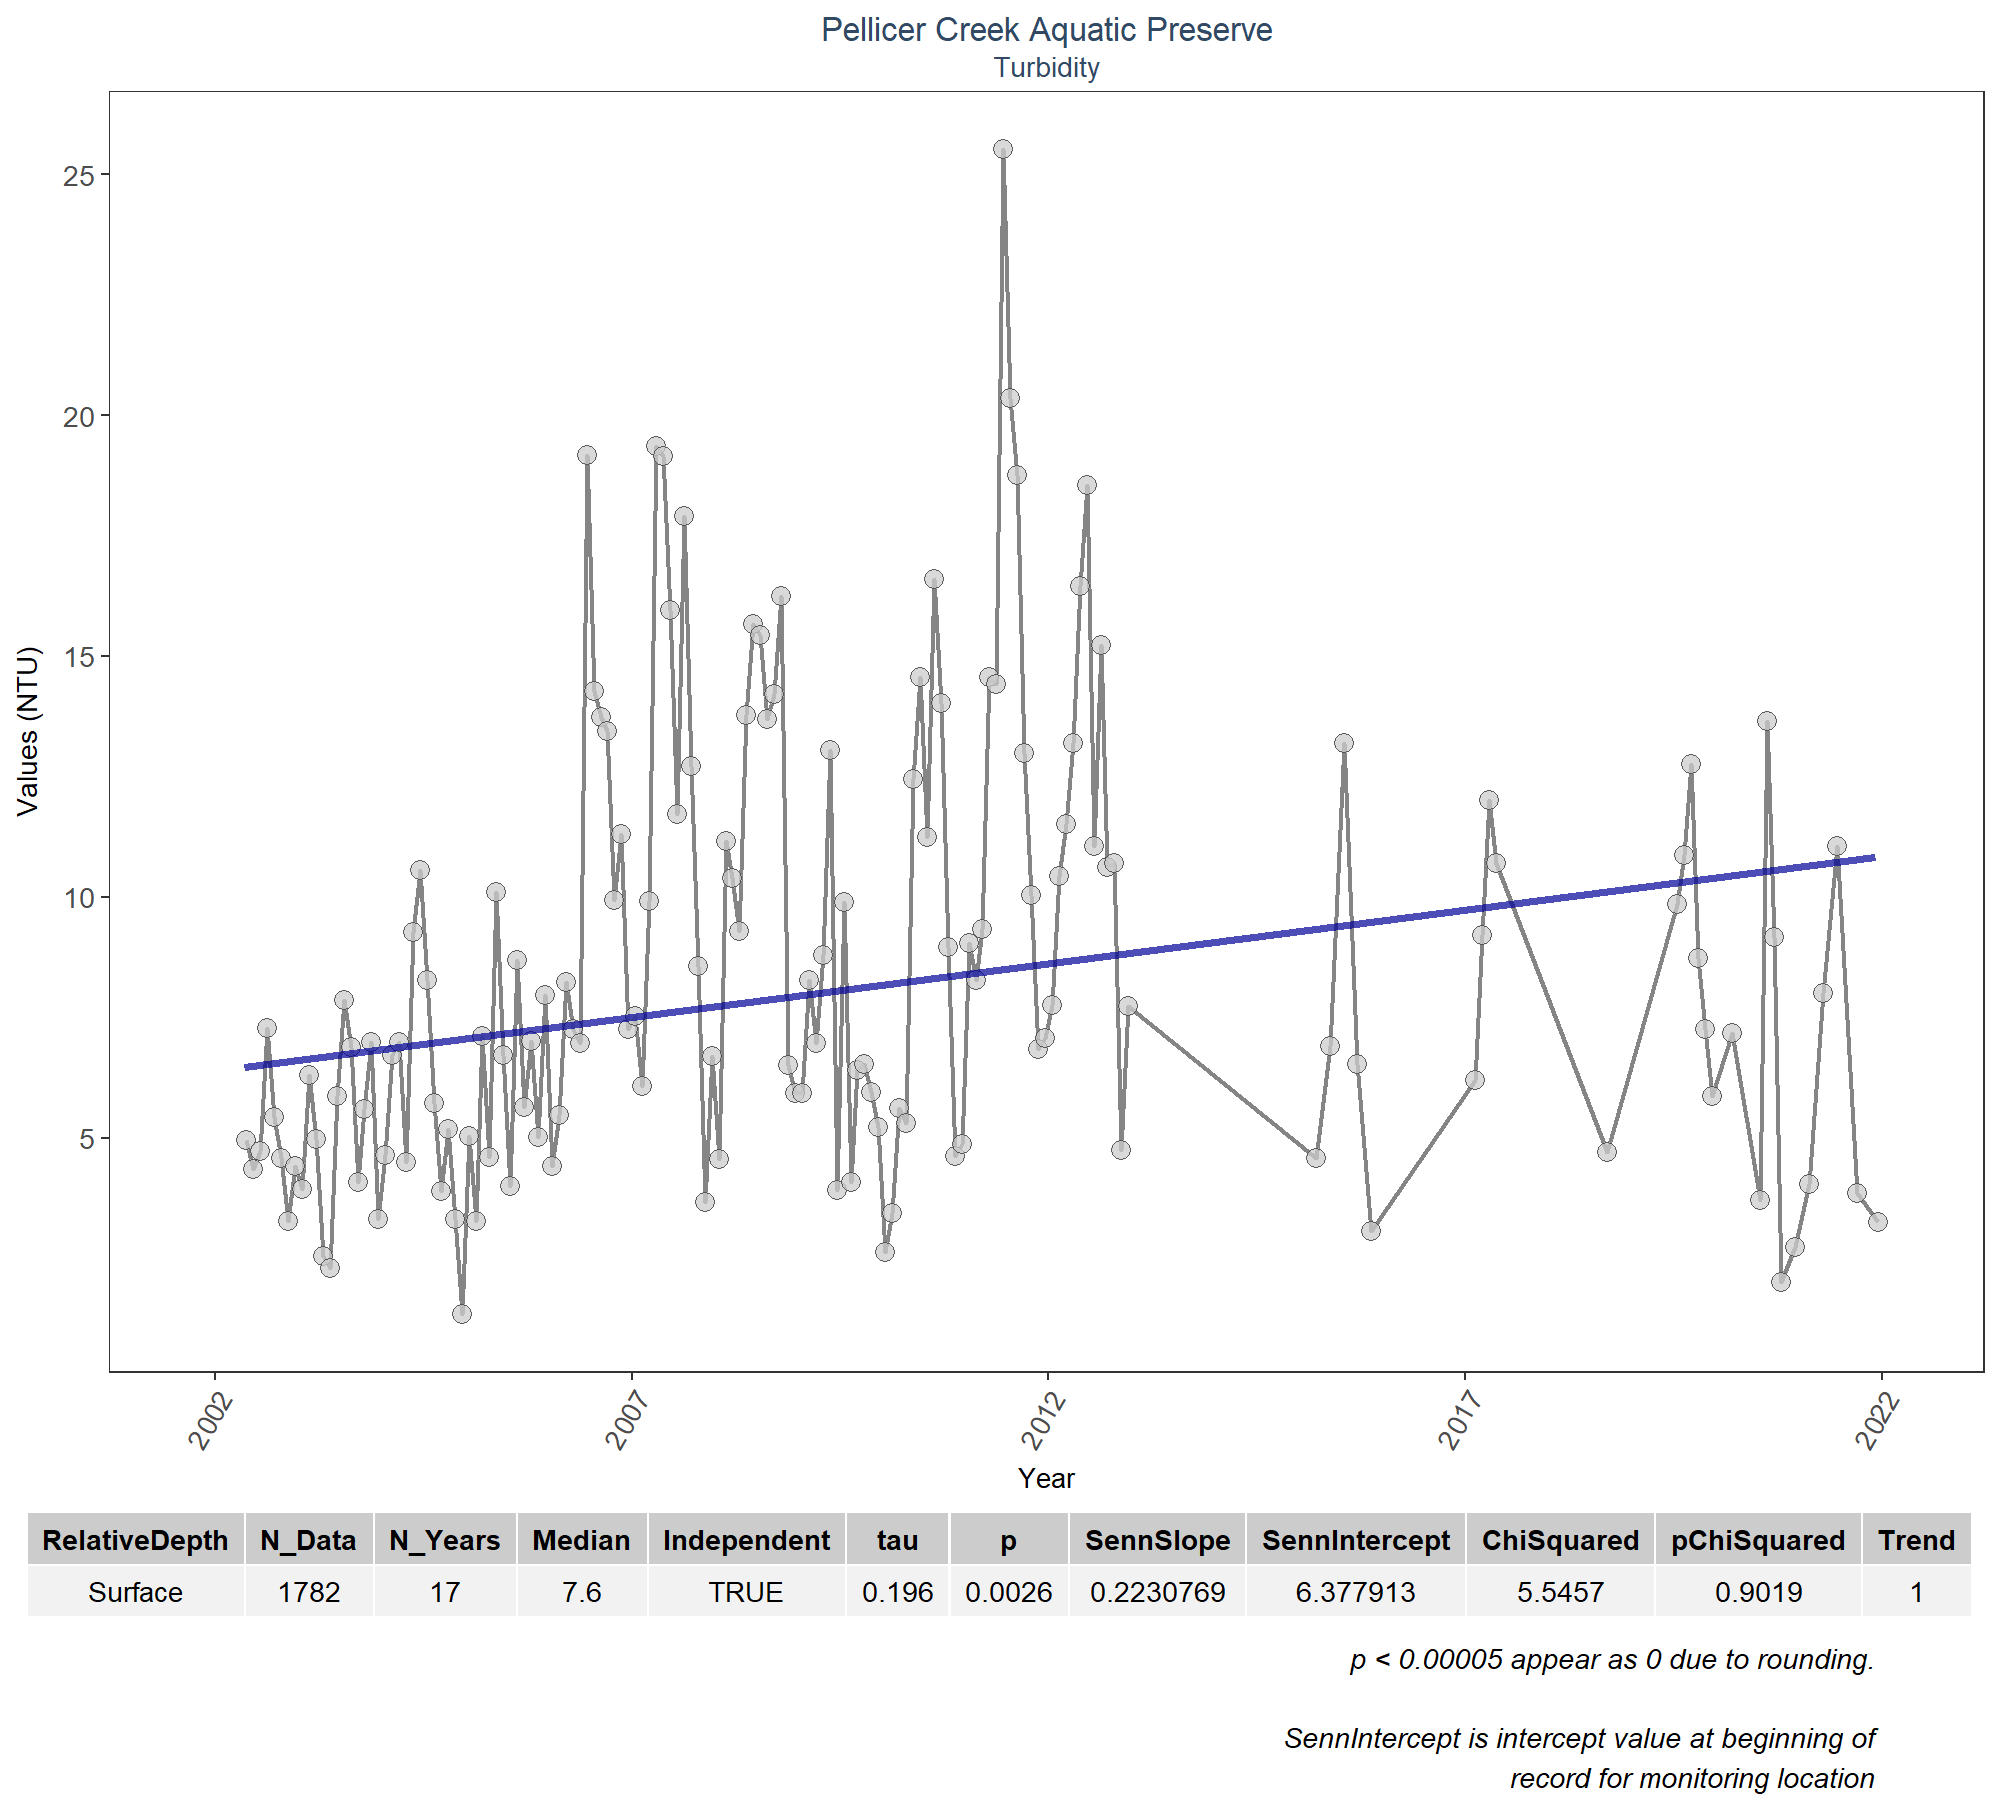 Pellicer Creek Aquatic Preserve
Turbidity
Values (NTU)
25
20
15
10
5
2002 2007 2012 2017 2022
Year
RelativeDepth N_Data N_Years Median Independent tau p SennSlope SennIntercept ChiSquared pChiSquared Trend
Surface 1782 17 7.6 TRUE 0.196 0.0026 0.2230769 6.377913 5.5457 0.9019 1
p < 0.00005 appear as 0 due to rounding.
SennIntercept is intercept value at beginning of
record for monitoring location